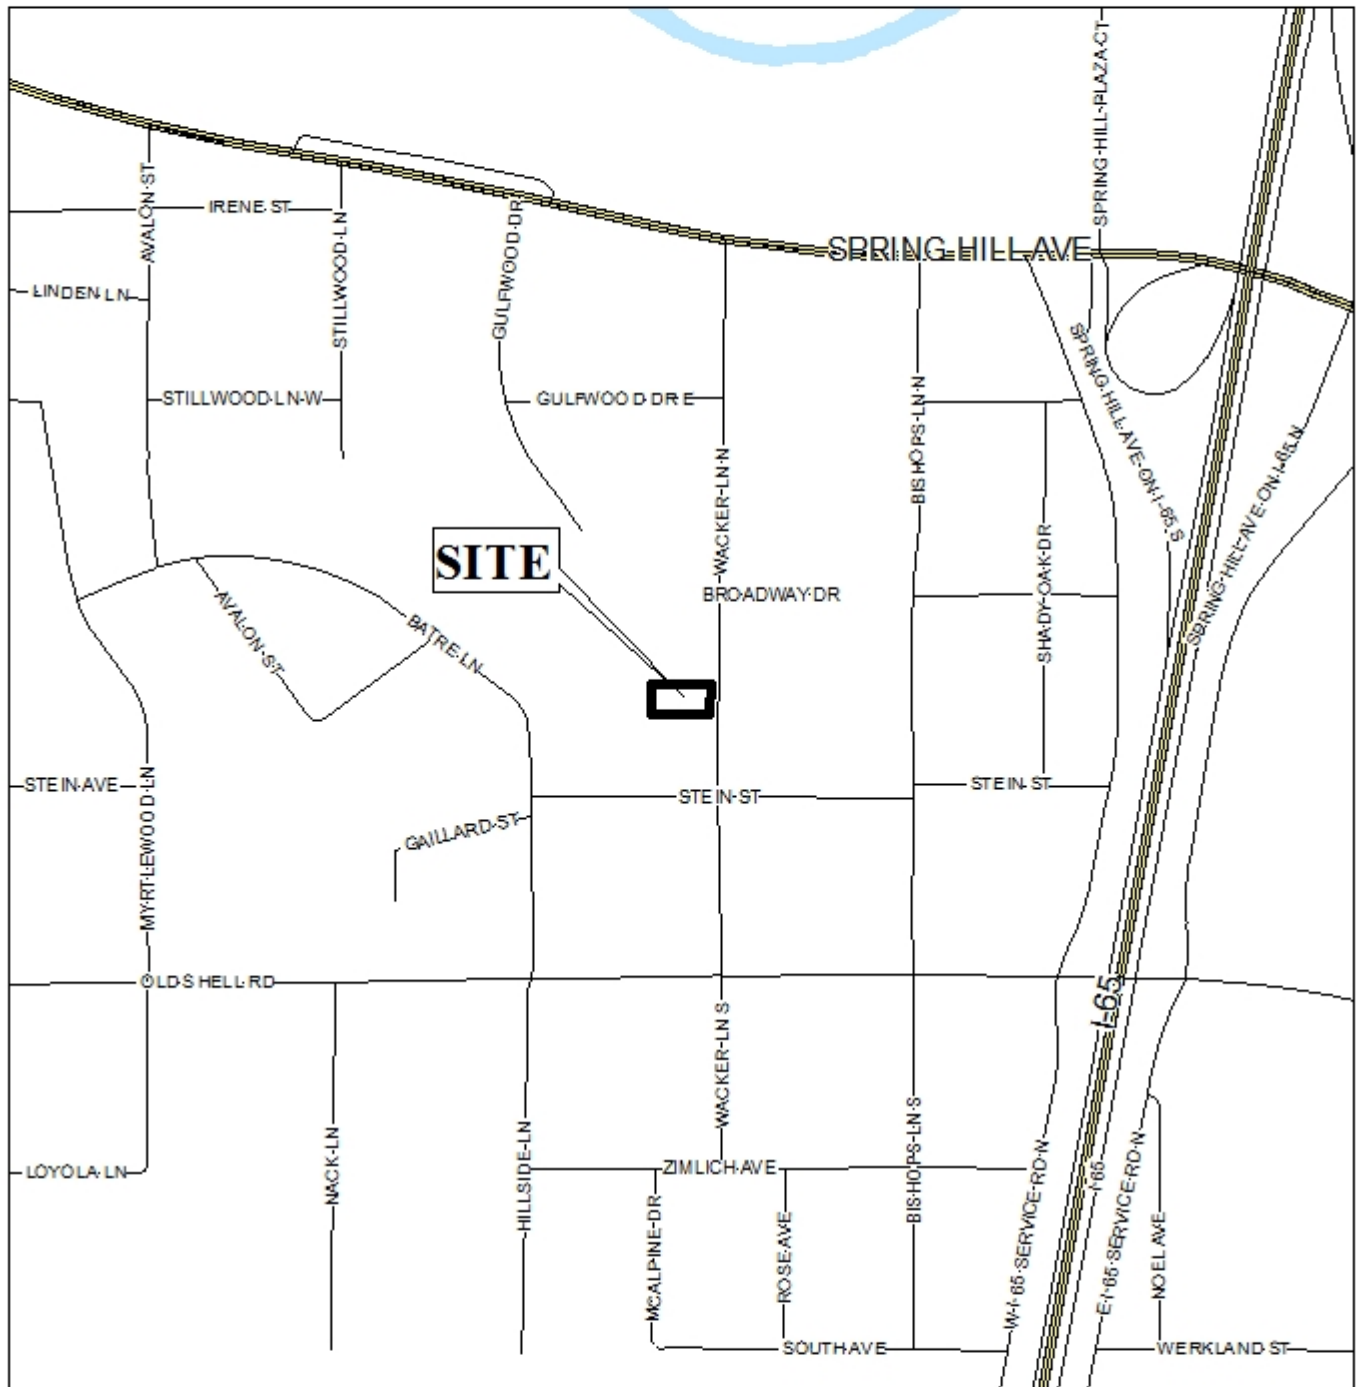 SPRING HILL PLAZA CT
AVALON ST
IRENE ST
STILLWOOD LN
GULFWOOD DR
SPRING HILL AVE
LINDEN LN
STILLWOOD LN W
GULFWOOD DR E
BISHOPS LN N
SPRING HILL AVE ON I-65 S
SPRING HILL AVE ON I-65 N
WACKER LN N
SITE
BROADWAY DR
SHADY OAK DR
AVALON ST
BATRE LN
STEIN AVE
MYRTLEWOOD LN
STEIN ST
STEIN ST
GAILLARD ST
OLD SHELL RD
I-65
WACKER LN S
NACK LN
HILLSIDE LN
BISHOPS LN S
LOYOLA LN
ZIMLICH AVE
MCALPINE DR
ROSE AVE
W I-65 SERVICE RD N
I-65
E I-65 SERVICE RD N
NOEL AVE
SOUTH AVE
WERKLAND ST